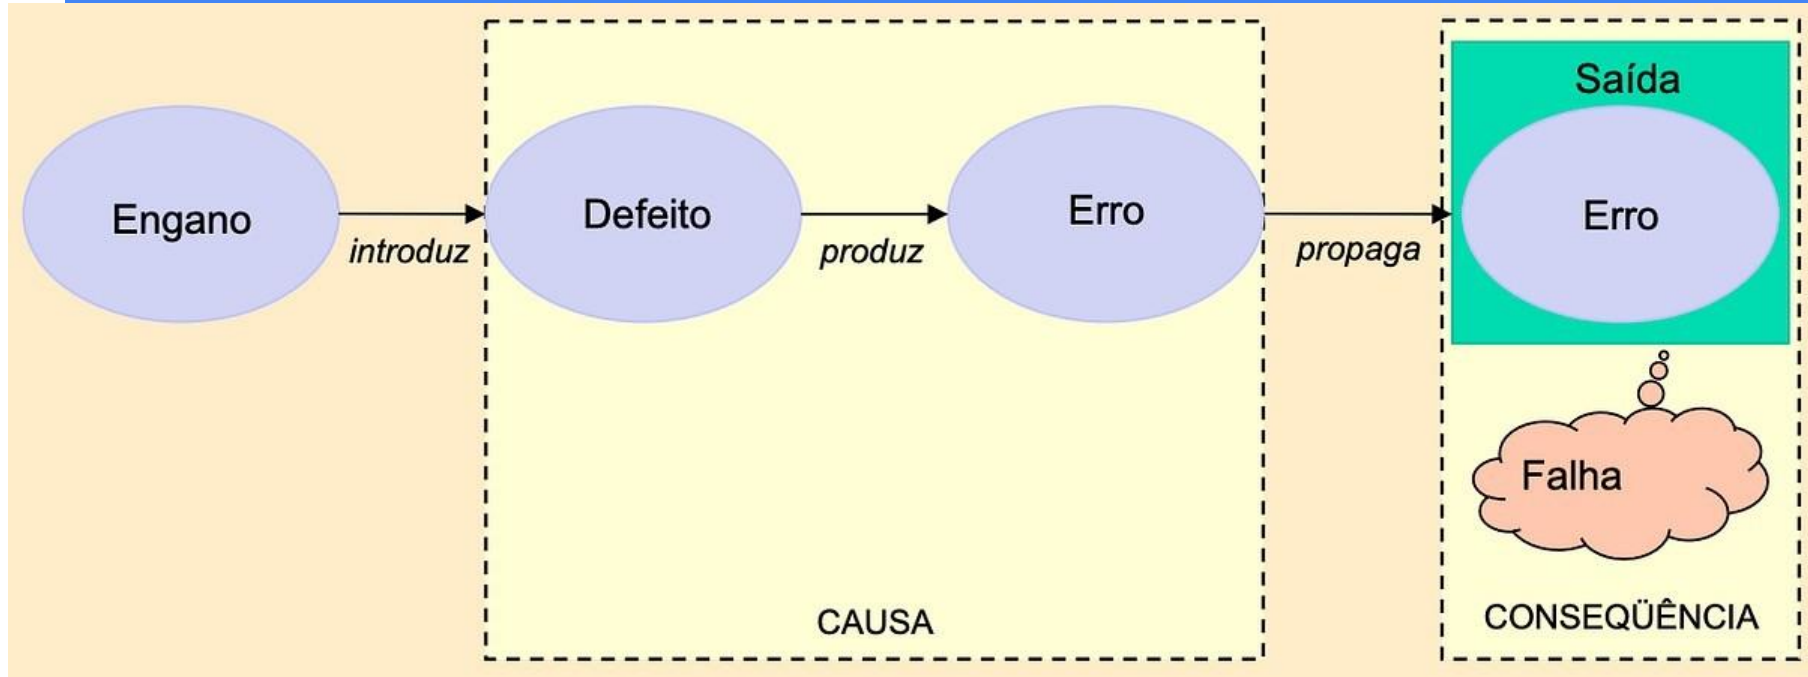 Engano
introduz
Defeito
produz
Erro
propaga
Saída
Erro
Falha
CAUSA
CONSEQÜÊNCIA